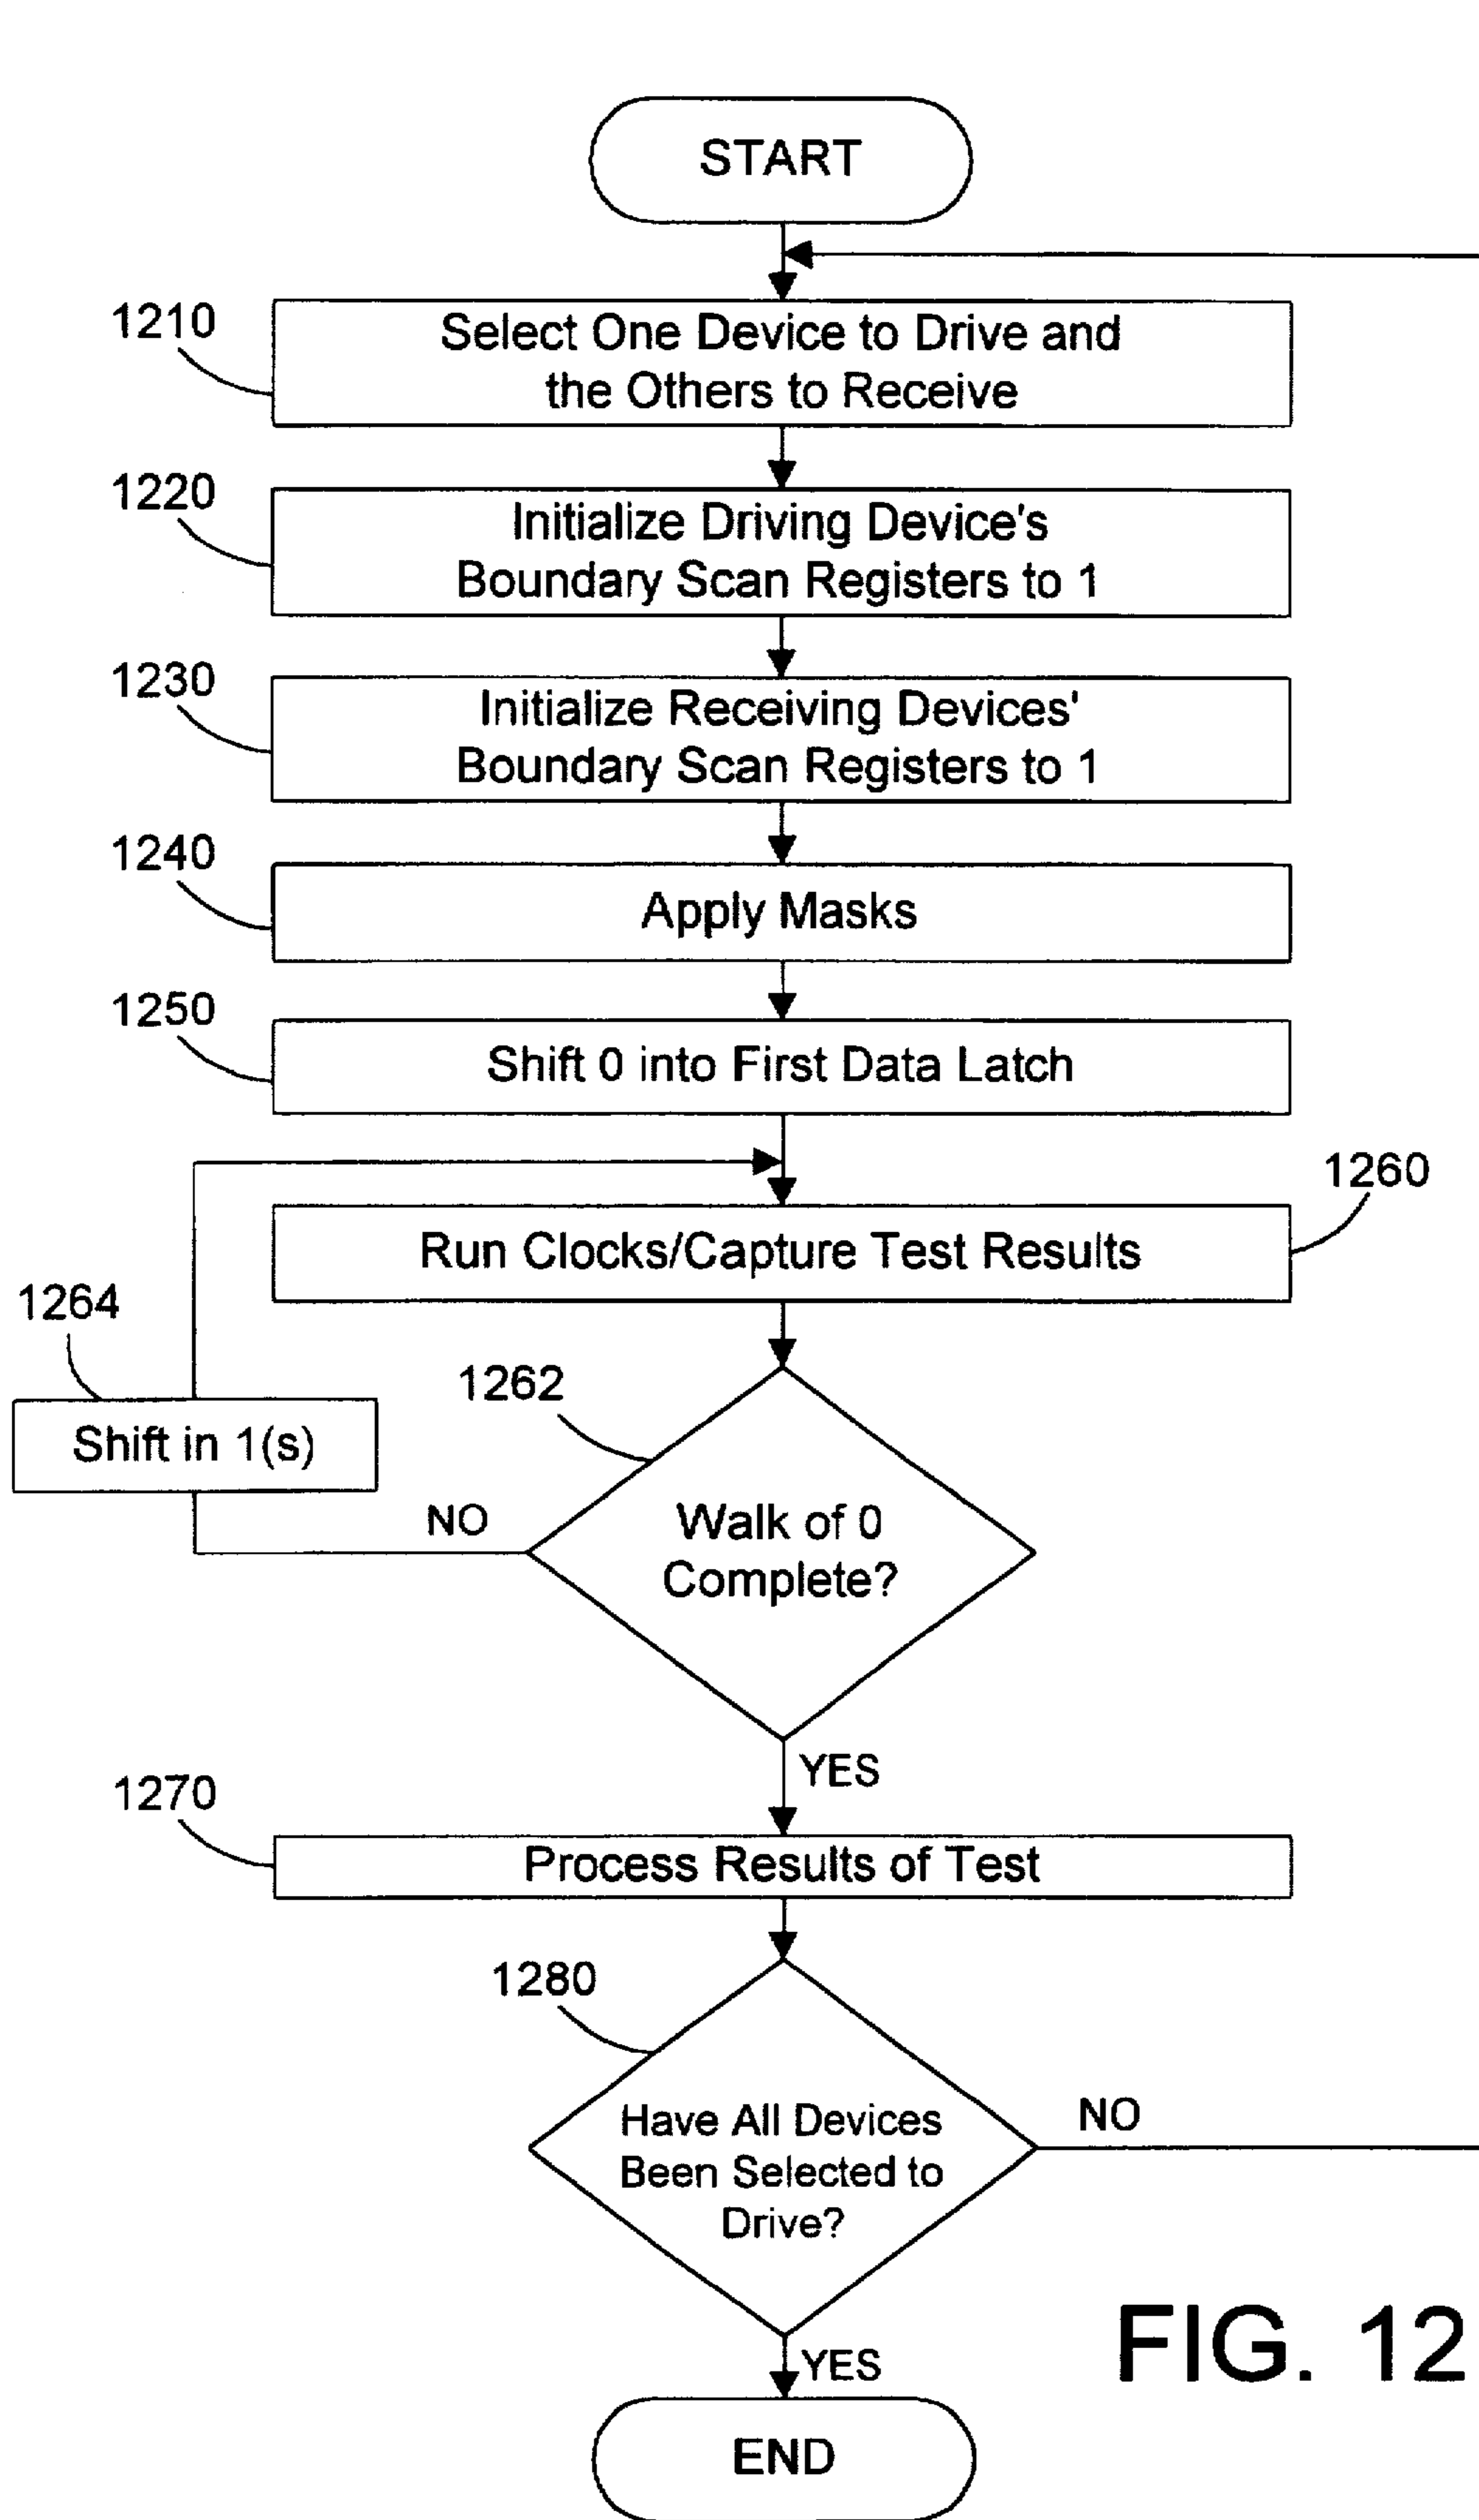 START
1210
Select One Device to Drive and
the Others to Receive
1220
Initialize Driving Device's
Boundary Scan Registers to 1
1230
Initialize Receiving Devices'
Boundary Scan Registers to 1
1240
Apply Masks
1250
Shift 0 into First Data Latch
1260
Run Clocks/Capture Test Results
1264
Shift in 1(s)
1262
NO
Walk of 0
Complete?
YES
1270
Process Results of Test
1280
Have All Devices
Been Selected to
Drive?
NO
YES
END
FIG. 12